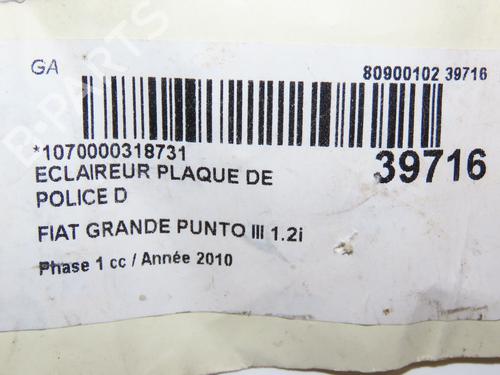 GA
80900102 39716
*1070000318731
39716
ECLAIREUR PLAQUE DE
POLICE D
FIAT GRANDE PUNTO III 1.2i
Phase 1 cc / Année 2010
B-PARTS